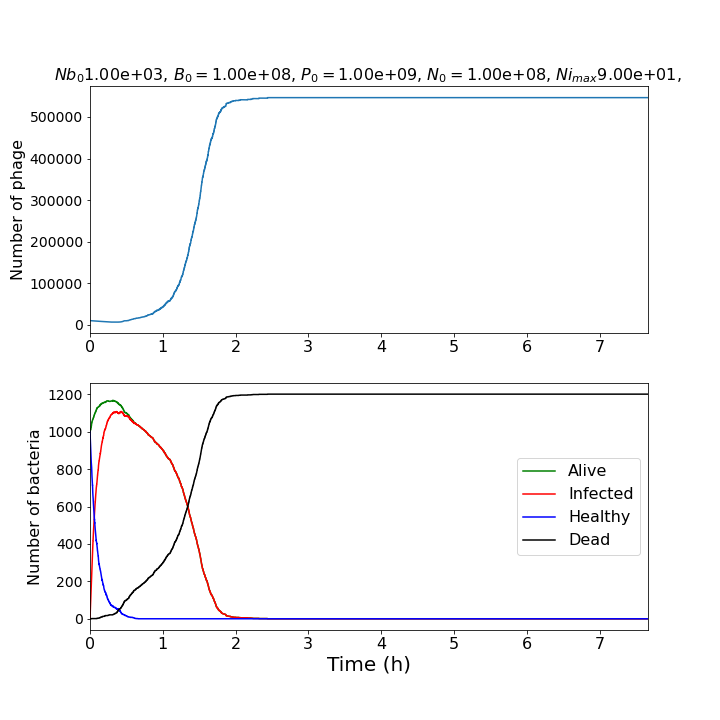 Nb₀1.00e+03, B₀ = 1.00e+08, P₀ = 1.00e+09, N₀ = 1.00e+08, Ni_max9.00e+01,
Number of phage
500000
400000
300000
200000
100000
0
0 1 2 3 4 5 6 7
Number of bacteria
1200
1000
800
600
400
200
0
Alive
Infected
Healthy
Dead
0 1 2 3 4 5 6 7
Time (h)